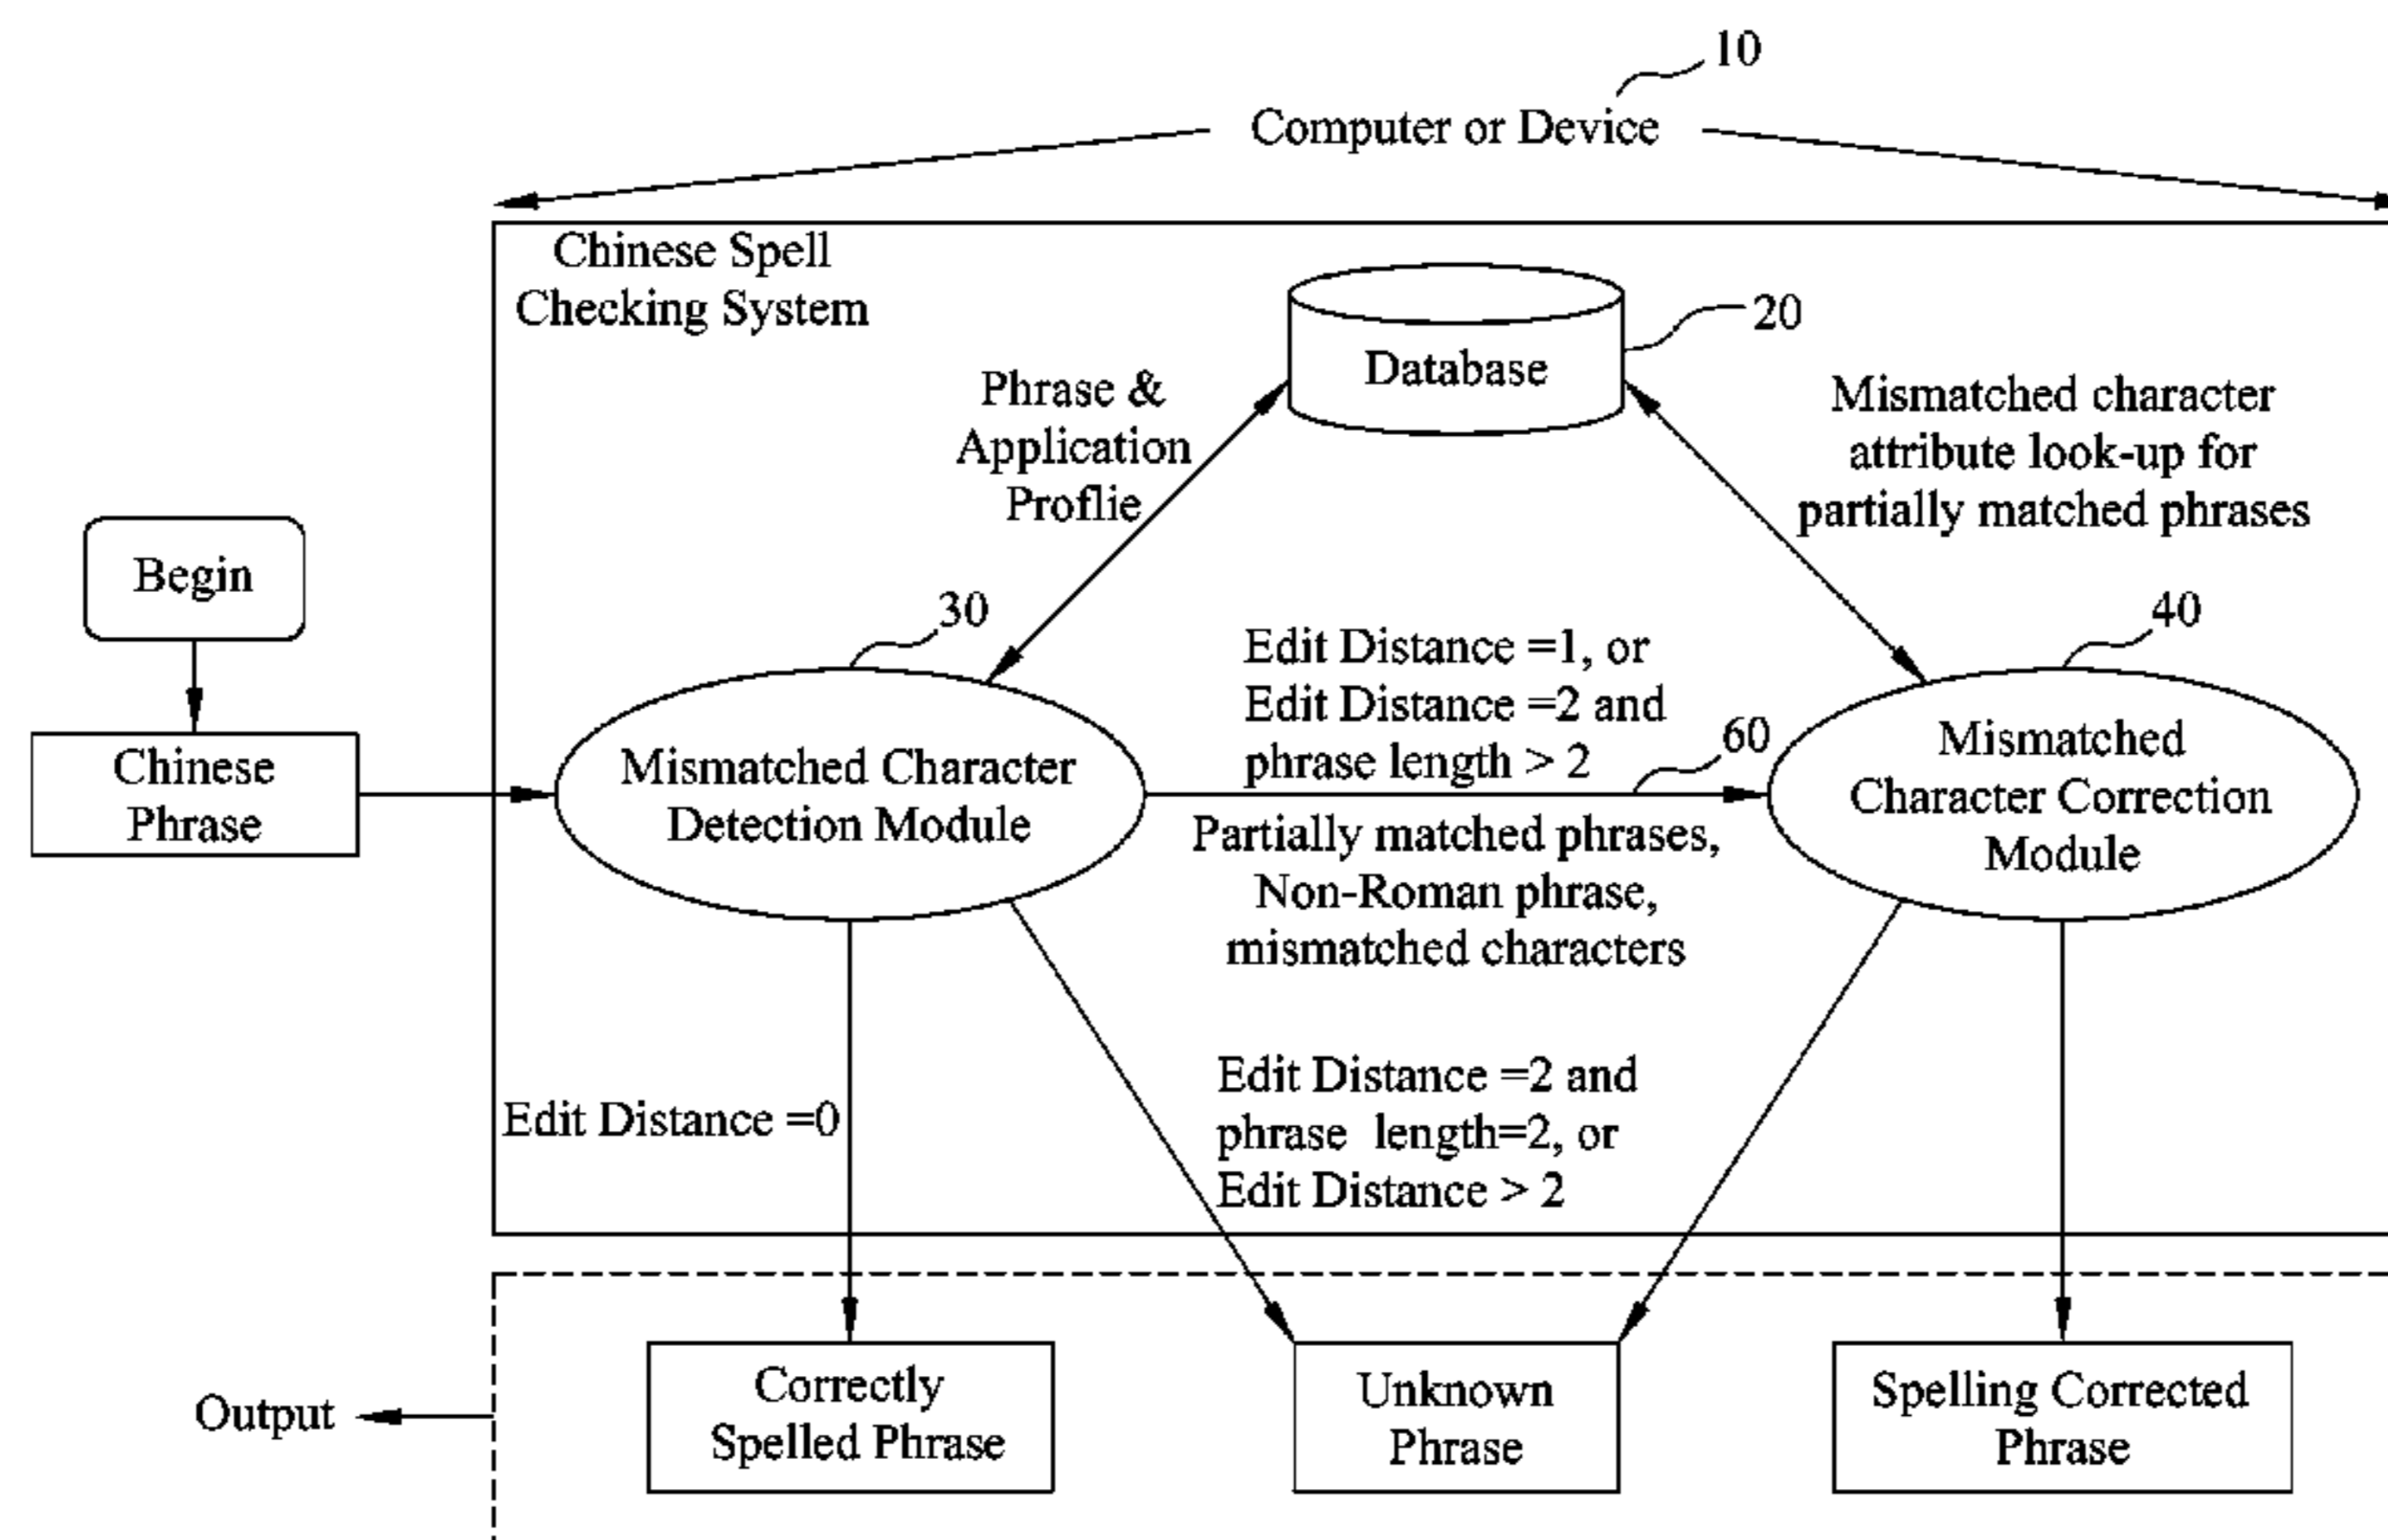 10
Computer or Device
Chinese Spell
Checking System
20
Database
Phrase &
Application
Proflie
Mismatched character
attribute look-up for
partially matched phrases
Begin
30
40
Edit Distance =1, or
Edit Distance =2 and
phrase length > 2
60
Chinese
Phrase
Mismatched Character
Detection Module
Mismatched
Character Correction
Module
Partially matched phrases,
Non-Roman phrase,
mismatched characters
Edit Distance =0
Edit Distance =2 and
phrase length=2, or
Edit Distance > 2
Output
Correctly
Spelled Phrase
Unknown
Phrase
Spelling Corrected
Phrase